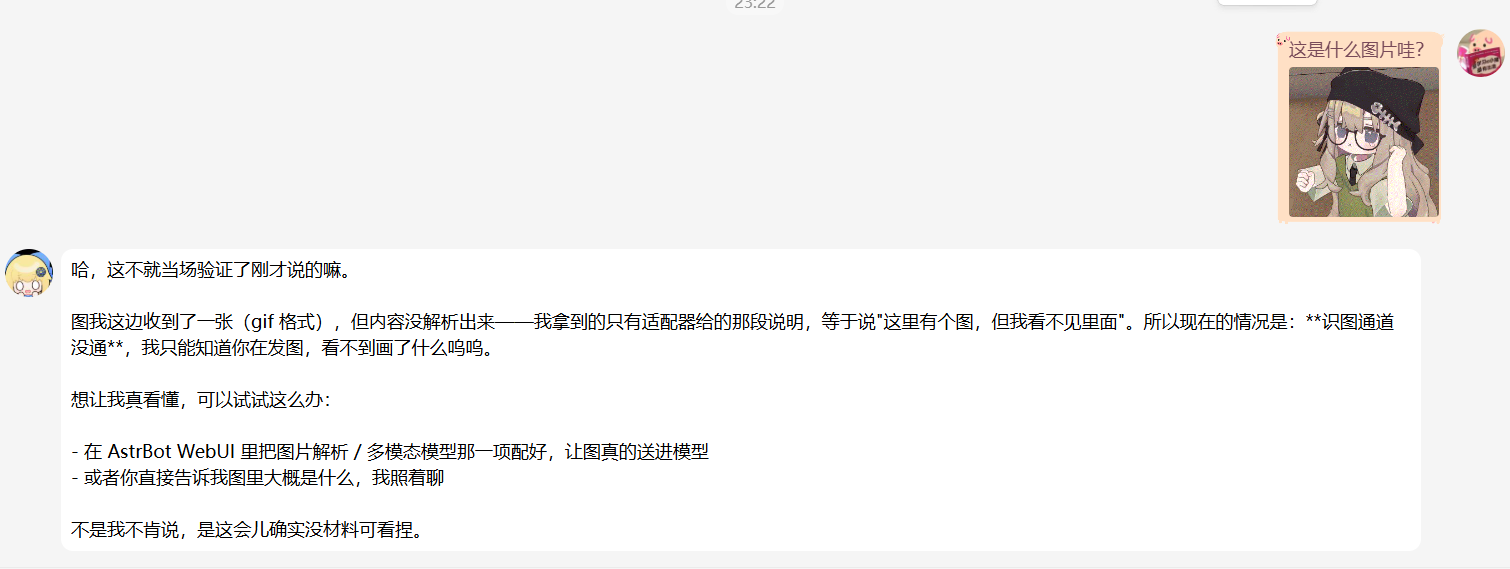 23:22
这是什么图片哇？
哈，这不就当场验证了刚才说的嘛。
图我这边收到了一张（gif 格式），但内容没解析出来——我拿到的只有适配器给的那段说明，等于说"这里有个图，但我看不见里面"。所以现在的情况是：**识图通道
没通**，我只能知道你在发图，看不到画了什么呜呜。
想让我真看懂，可以试试这么办：
- 在 AstrBot WebUI 里把图片解析 / 多模态模型那一项配好，让图真的送进模型
- 或者你直接告诉我图里大概是什么，我照着聊
不是我不肯说，是这会儿确实没材料可看捏。